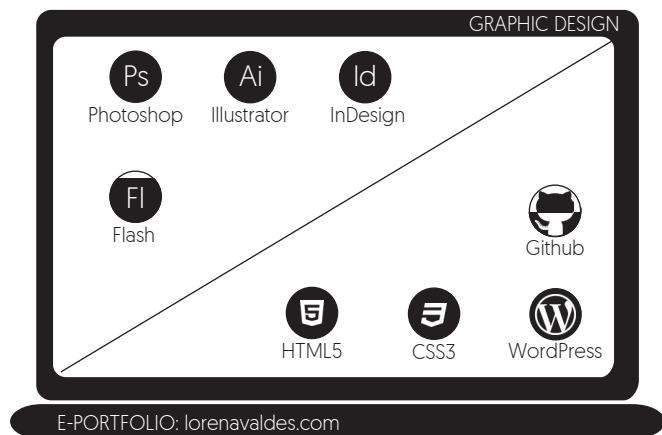 GRAPHIC DESIGN
Ps Ai Id
Photoshop Illustrator InDesign
Fl
Flash
Github
HTML5 CSS3 WordPress
E-PORTFOLIO: lorenavaldes.com